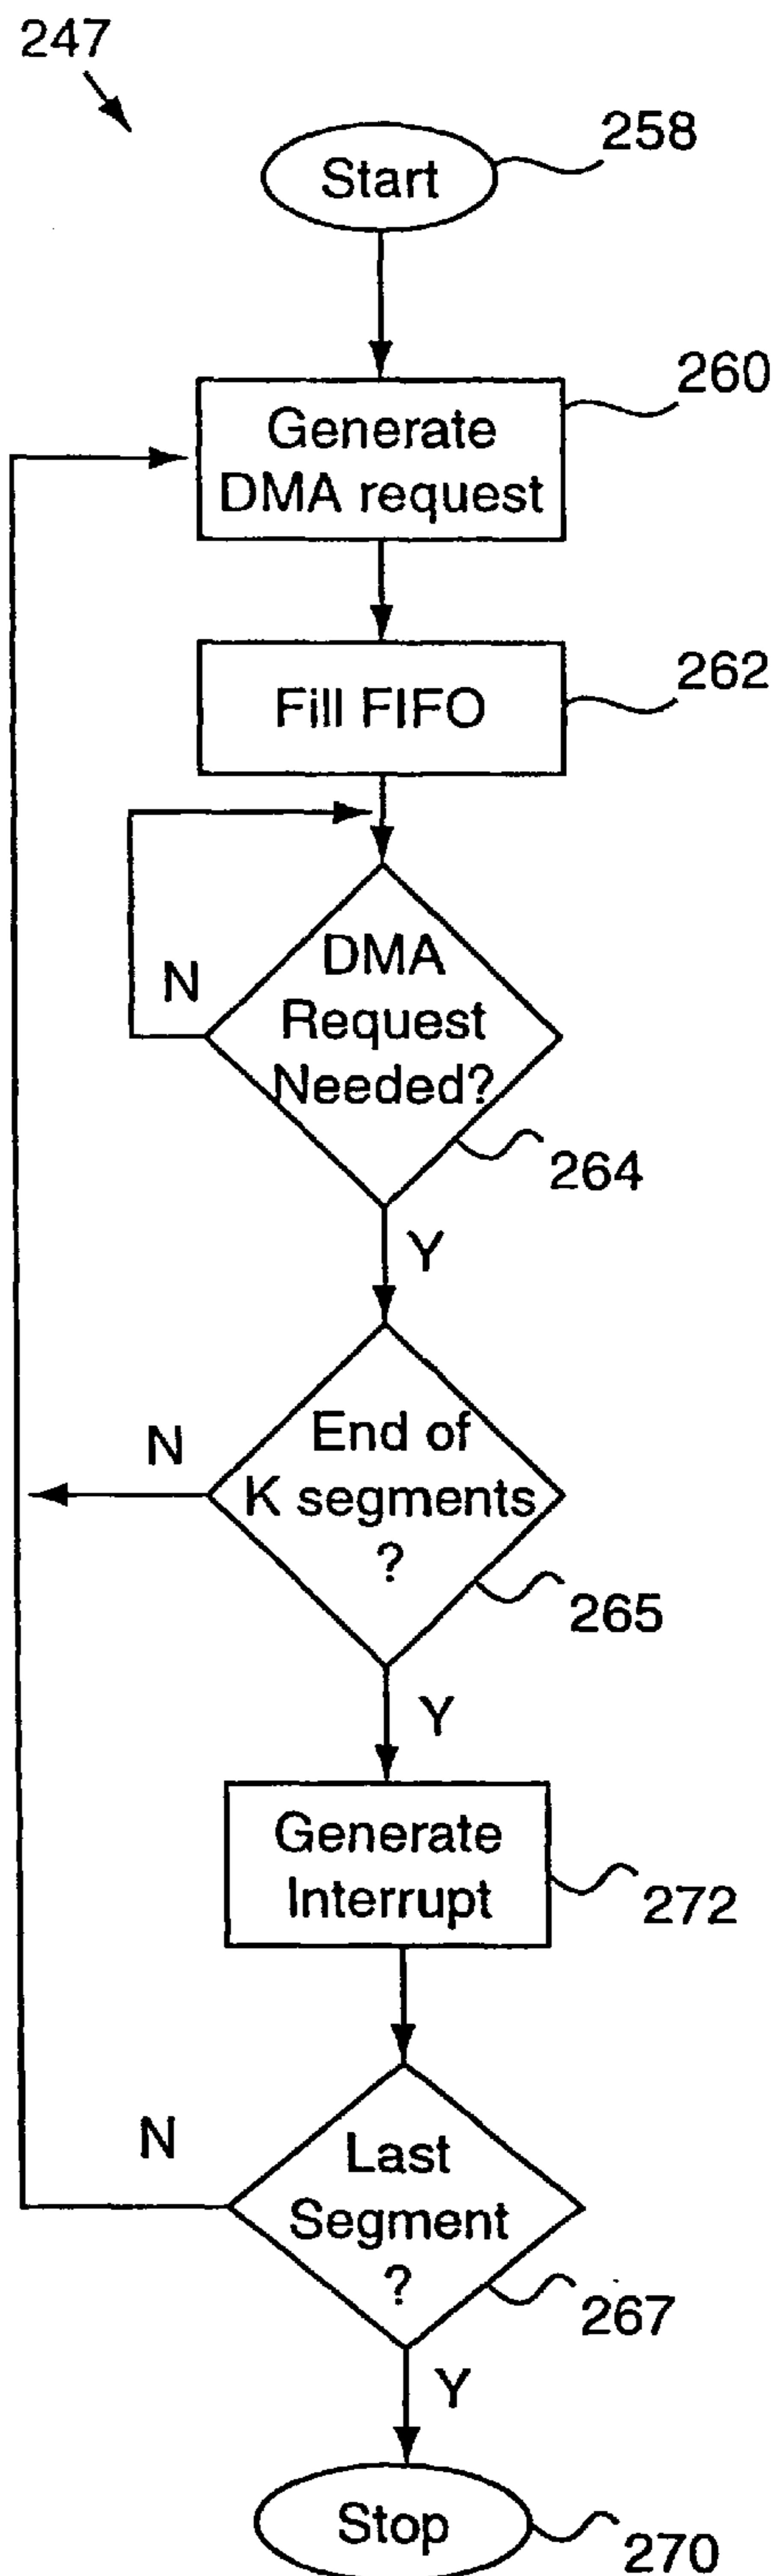 247
258
Start
260
Generate
DMA request
262
Fill FIFO
N
DMA
Request
Needed?
264
Y
N
End of
K segments
?
265
Y
Generate
Interrupt
272
N
Last
Segment
?
267
Y
Stop
270